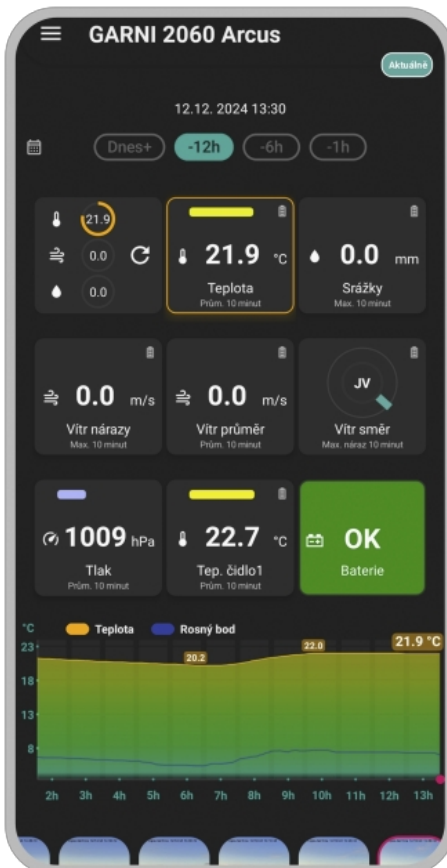 GARNI 2060 Arcus
Aktuálně
12.12. 2024 13:30
Dnes+ -12h -6h -1h
21.9
0.0
0.0
21.9 °C
Teplota
Prům. 10 minut
0.0 mm
Srážky
Max. 10 minut
0.0 m/s
Vítr nárazy
Max. 10 minut
0.0 m/s
Vítr průměr
Prům. 10 minut
JV
Vítr směr
Max. náraz 10 minut
1009 hPa
Tlak
Prům. 10 minut
22.7 °C
Tep. čidlo1
Prům. 10 minut
OK
Baterie
°C Teplota Rosný bod
23 20.2 22.0 21.9 °C
18
13
8
2h 3h 4h 5h 6h 7h 8h 9h 10h 11h 12h 13h